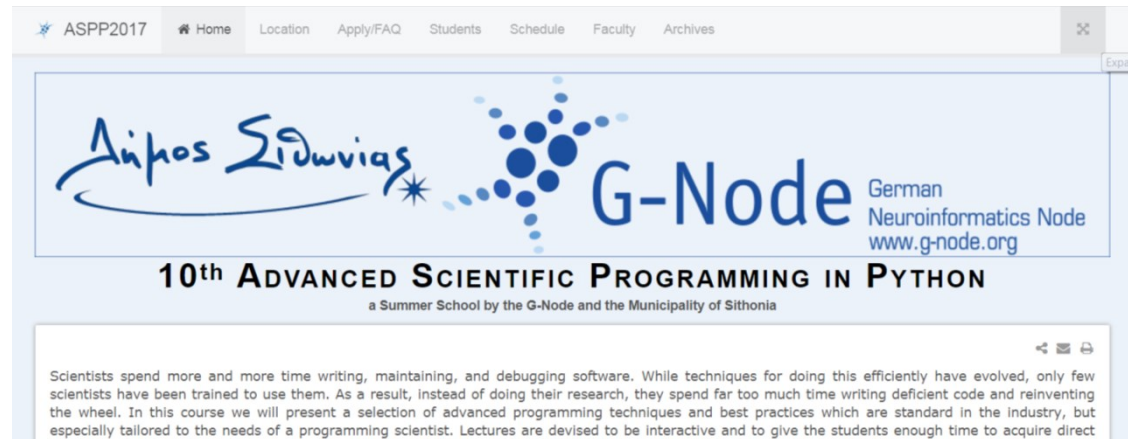 ASPP2017 Home Location Apply/FAQ Students Schedule Faculty Archives
Expa
Δήμος Σιθωνίας
G-Node
German
Neuroinformatics Node
www.g-node.org
10th ADVANCED SCIENTIFIC PROGRAMMING IN PYTHON
a Summer School by the G-Node and the Municipality of Sithonia
Scientists spend more and more time writing, maintaining, and debugging software. While techniques for doing this efficiently have evolved, only few
scientists have been trained to use them. As a result, instead of doing their research, they spend far too much time writing deficient code and reinventing
the wheel. In this course we will present a selection of advanced programming techniques and best practices which are standard in the industry, but
especially tailored to the needs of a programming scientist. Lectures are devised to be interactive and to give the students enough time to acquire direct